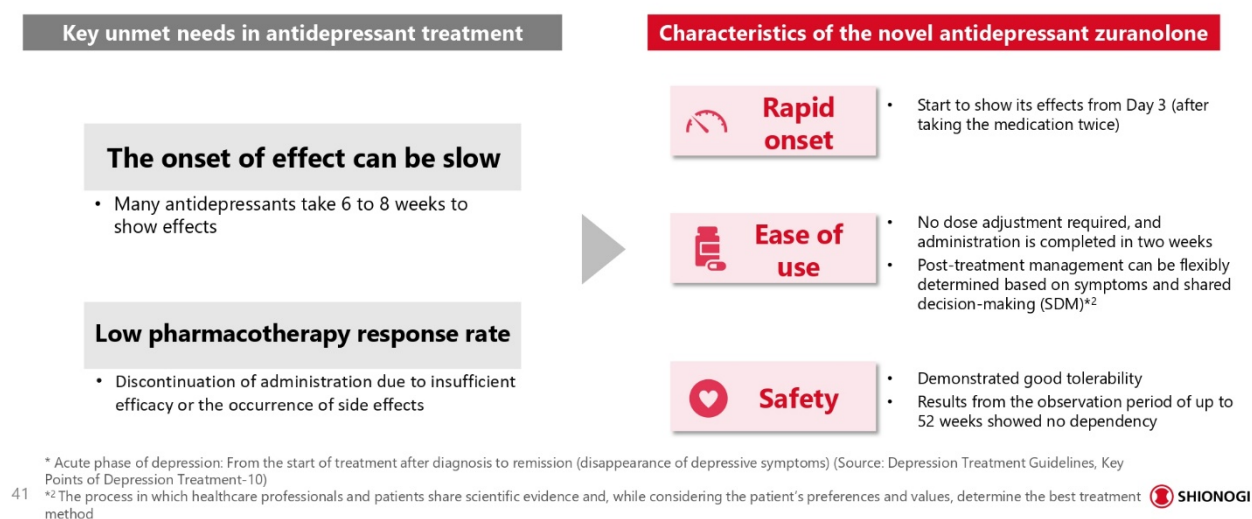 Key unmet needs in antidepressant treatment
The onset of effect can be slow
• Many antidepressants take 6 to 8 weeks to
show effects
Low pharmacotherapy response rate
• Discontinuation of administration due to insufficient
efficacy or the occurrence of side effects
Characteristics of the novel antidepressant zuranolone
Rapid
onset
• Start to show its effects from Day 3 (after
taking the medication twice)
Ease of
use
• No dose adjustment required, and
administration is completed in two weeks
• Post-treatment management can be flexibly
determined based on symptoms and shared
decision-making (SDM)*2
Safety
• Demonstrated good tolerability
• Results from the observation period of up to
52 weeks showed no dependency
* Acute phase of depression: From the start of treatment after diagnosis to remission (disappearance of depressive symptoms) (Source: Depression Treatment Guidelines, Key
Points of Depression Treatment-10)
*2 The process in which healthcare professionals and patients share scientific evidence and, while considering the patient's preferences and values, determine the best treatment
method
41
SHIONOGI